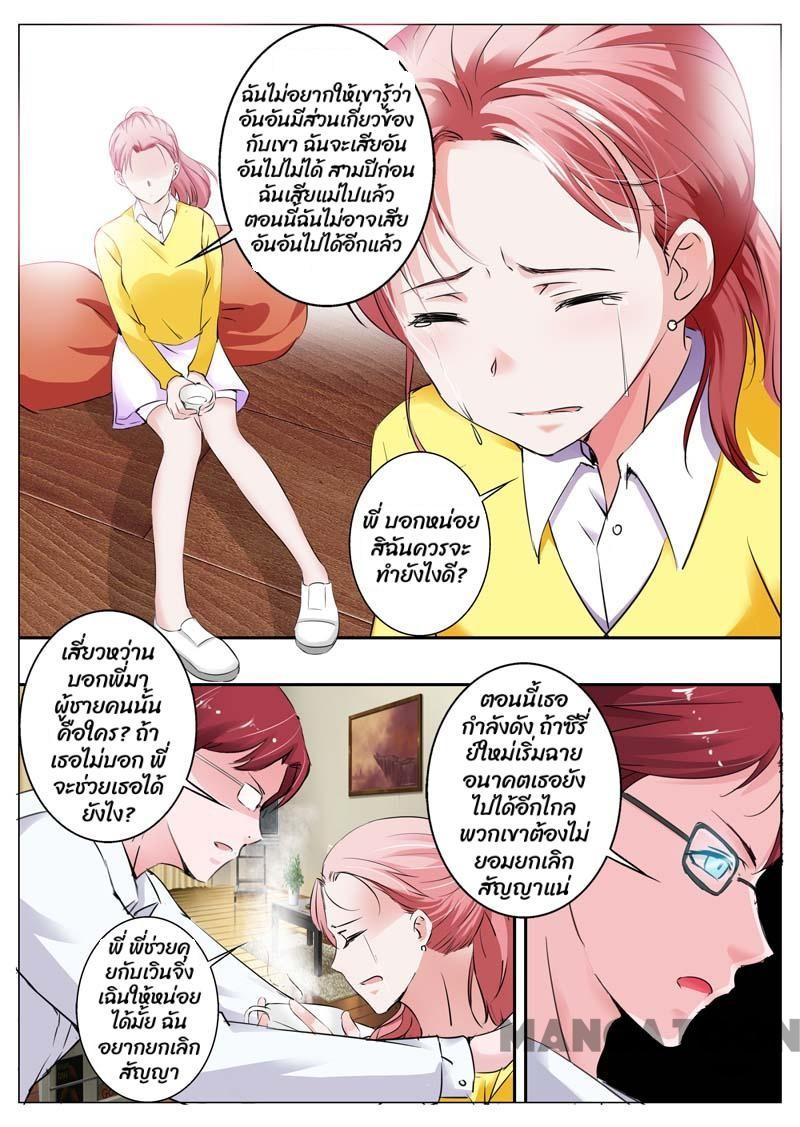 ฉันไม่อยากให้เขารู้ว่า
อันอันมีส่วนเกี่ยวข้อง
กับเขา ฉันจะเสียอัน
อันไปไม่ได้ สามปีก่อน
ฉันเสียแม่ไปแล้ว
ตอนนี้ฉันไม่อาจเสีย
อันอันไปได้อีกแล้ว
พี่ บอกหน่อย
สิฉันควรจะ
ทำยังไงดี?
เสี่ยวหว่าน
บอกพี่มา
ผู้ชายคนนั้น
คือใคร? ถ้า
เธอไม่บอก พี่
จะช่วยเธอได้
ยังไง?
พี่ พี่ช่วยคุ
ยกับเวินจิ่ง
เฉินให้หน่อย
ได้มั้ย ฉัน
อยากยกเลิก
สัญญา
ตอนนี้เธอ
กำลังดัง ถ้าซีรี่
ย์ใหม่เริ่มฉาย
อนาคตเธอยัง
ไปได้อีกไกล
พวกเขาต้องไม่
ยอมยกเลิก
สัญญาแน่
MANGATOON